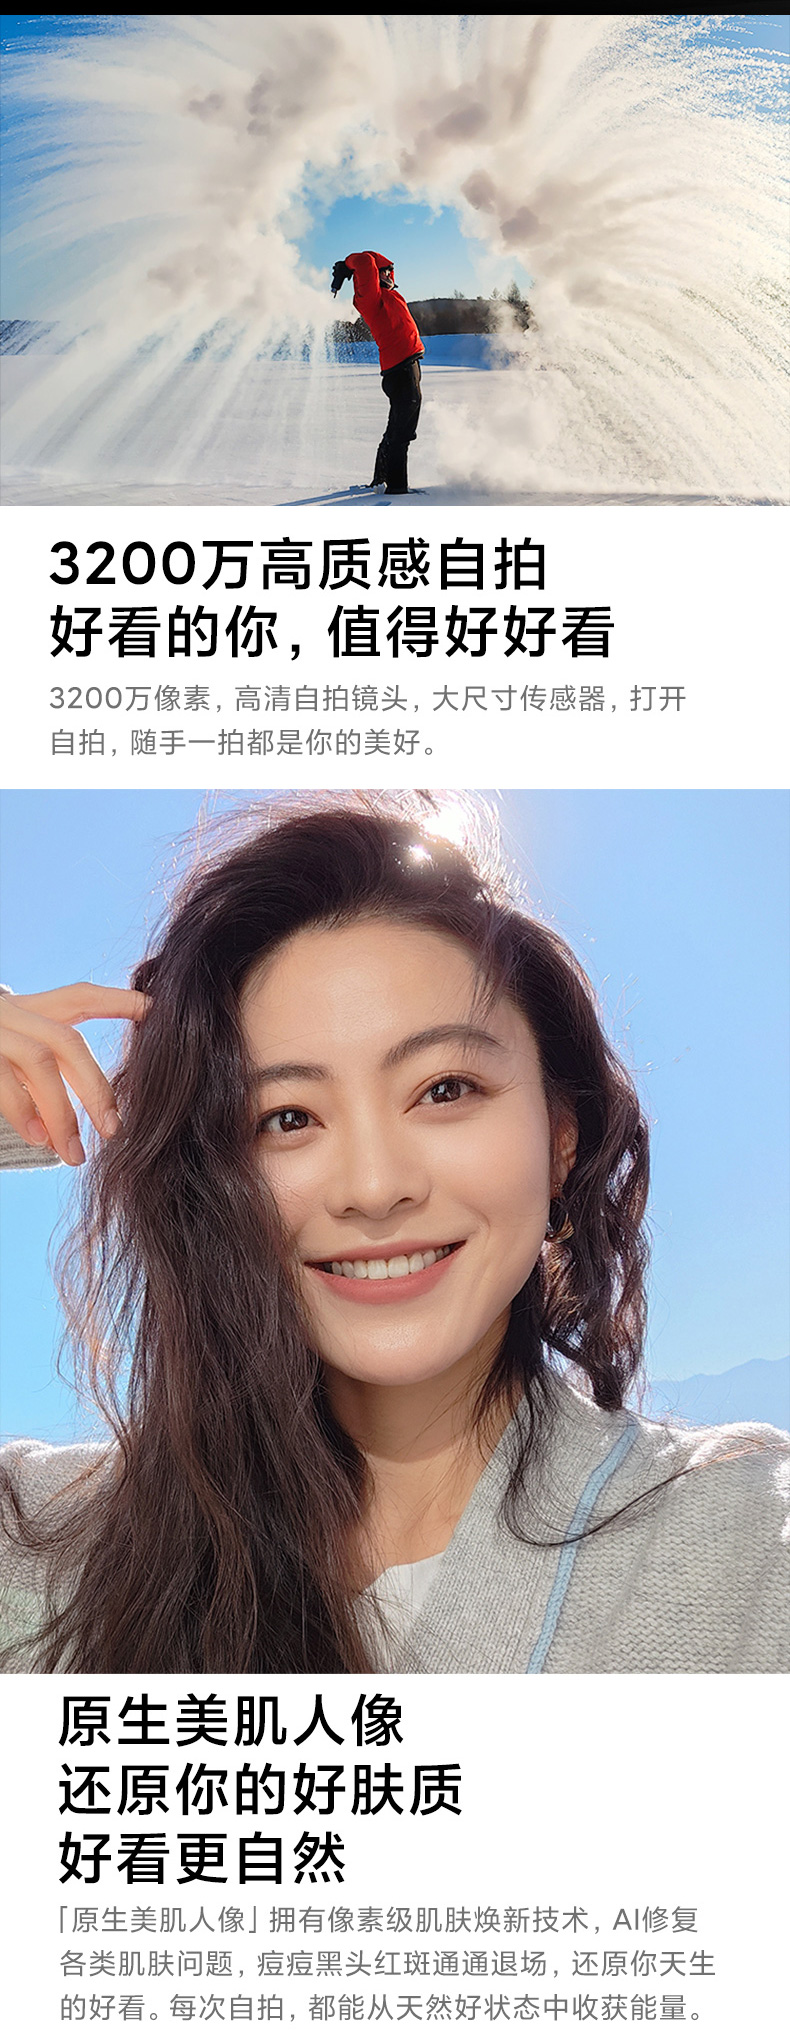 3200万高质感自拍
好看的你，值得好好看
3200万像素，高清自拍镜头，大尺寸传感器，打开
自拍，随手一拍都是你的美好。
原生美肌人像
还原你的好肤质
好看更自然
「原生美肌人像」拥有像素级肌肤焕新技术，AI修复
各类肌肤问题，痘痘黑头红斑通通退场，还原你天生
的好看。每次自拍，都能从天然好状态中收获能量。